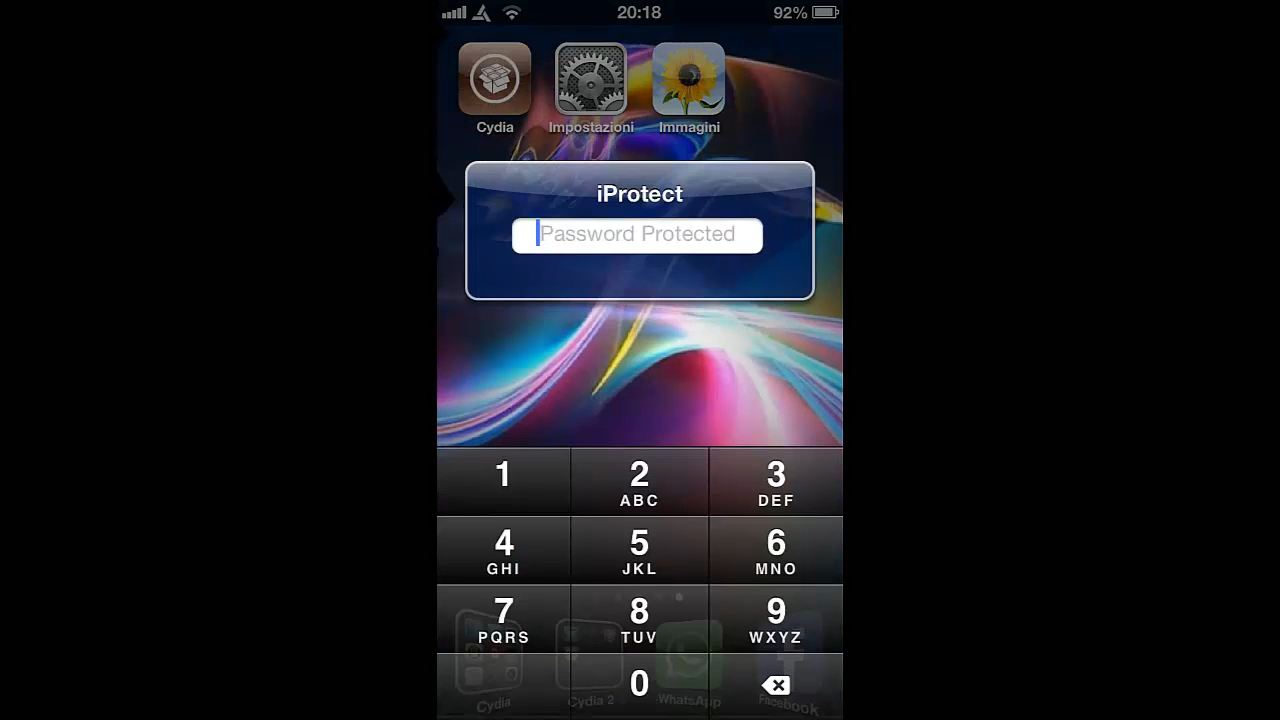 20:18
92%
Cydia
Impostazioni
Immagini
iProtect
Password Protected
1
2
3
ABC
DEF
4
5
6
GHI
JKL
MNO
7
8
9
PQRS
TUV
WXYZ
0
Cydia
Cydia 2
WhatsApp
Facebook